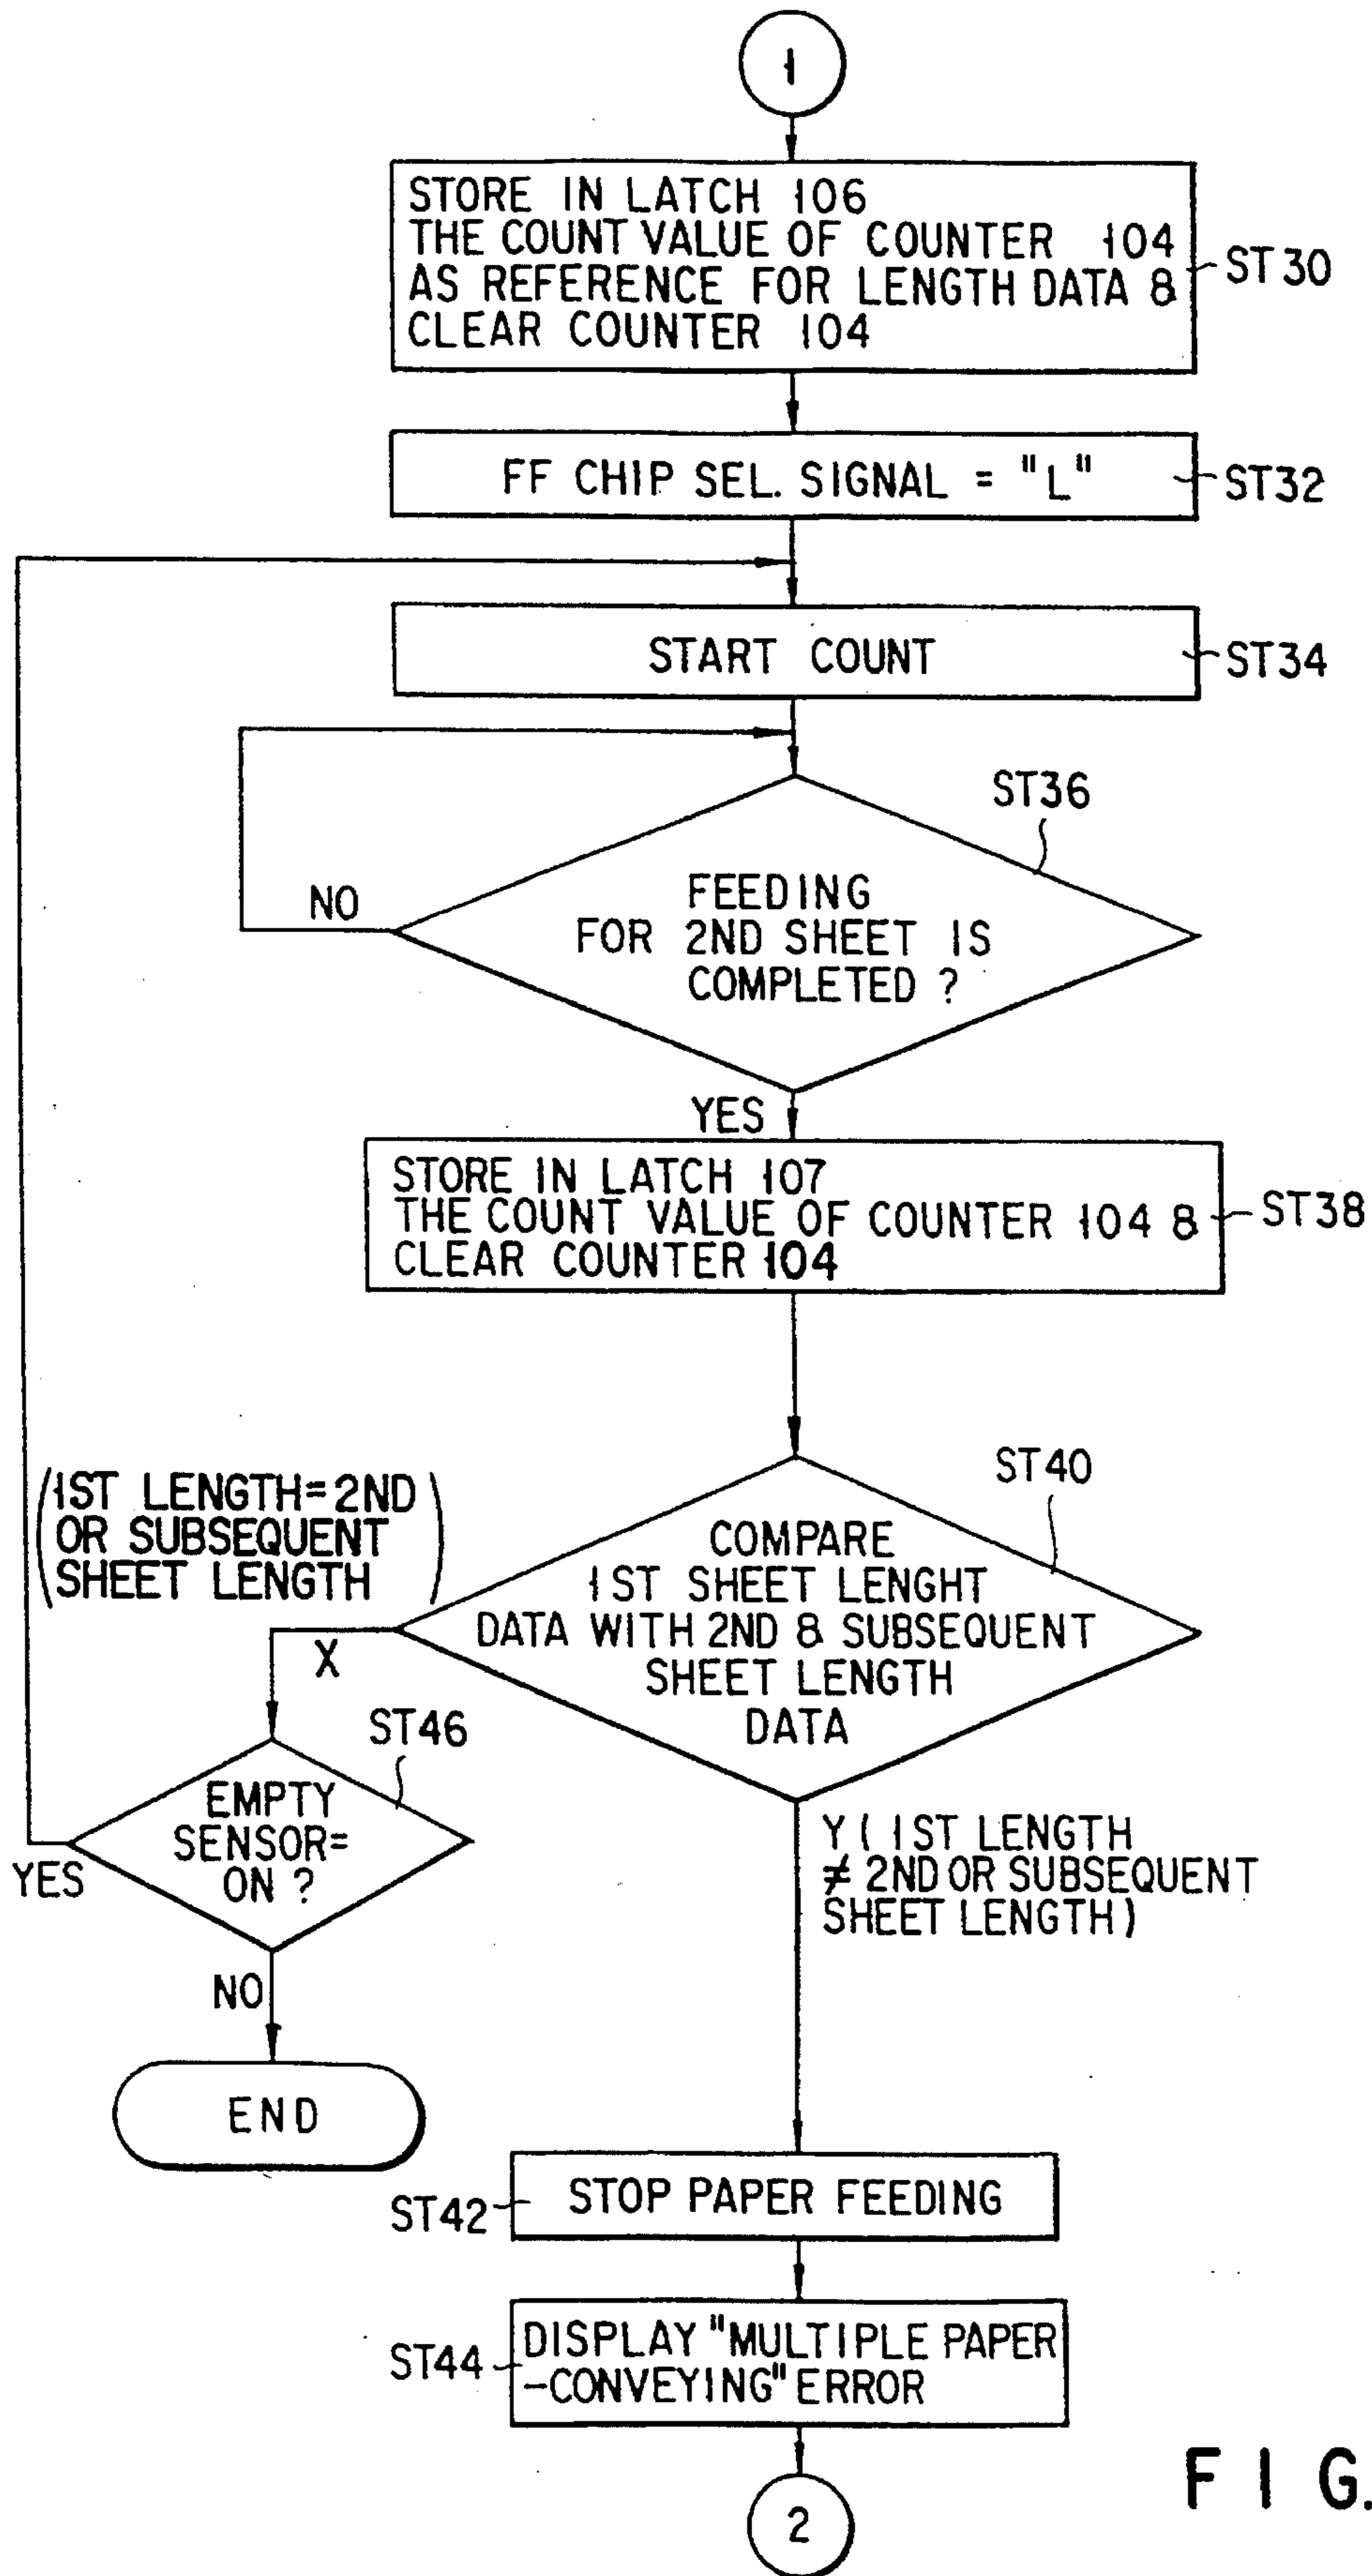 1
STORE IN LATCH 106
THE COUNT VALUE OF COUNTER 104
AS REFERENCE FOR LENGTH DATA &
CLEAR COUNTER 104
ST30
FF CHIP SEL. SIGNAL = "L"
ST32
START COUNT
ST34
ST36
FEEDING
FOR 2ND SHEET IS
COMPLETED ?
NO
YES
STORE IN LATCH 107
THE COUNT VALUE OF COUNTER 104 &
CLEAR COUNTER 104
ST38
ST40
COMPARE
1ST SHEET LENGHT
DATA WITH 2ND & SUBSEQUENT
SHEET LENGTH
DATA
(1ST LENGTH=2ND
OR SUBSEQUENT
SHEET LENGTH)
X
ST46
EMPTY
SENSOR=
ON ?
YES
NO
END
Y (1ST LENGTH
≠ 2ND OR SUBSEQUENT
SHEET LENGTH)
STOP PAPER FEEDING
ST42
DISPLAY "MULTIPLE PAPER
-CONVEYING" ERROR
ST44
2
FIG.